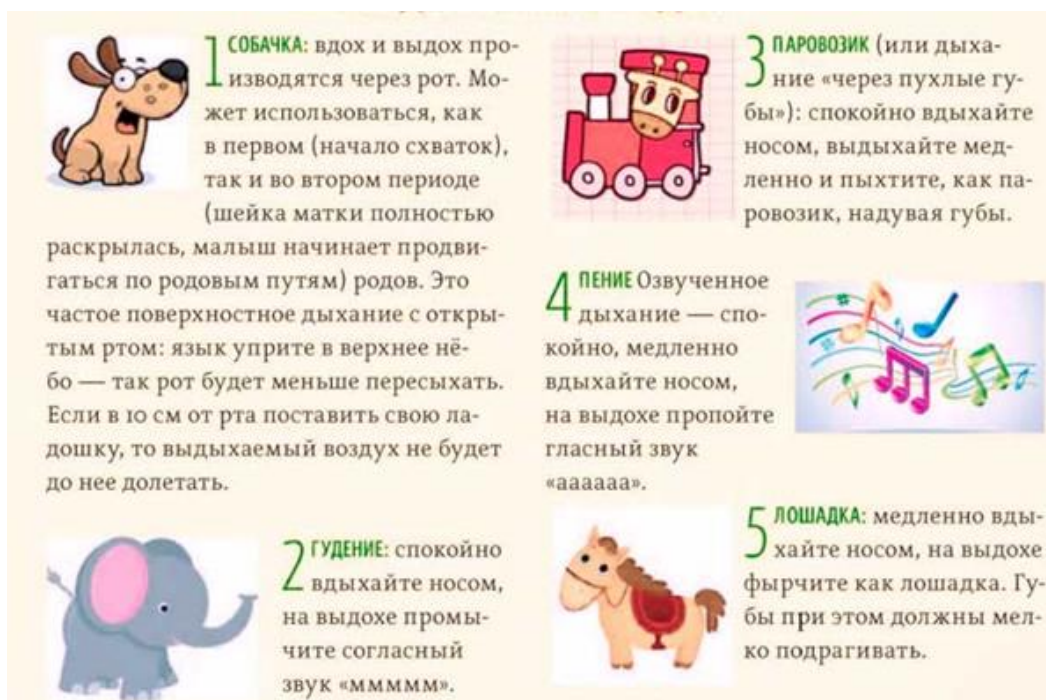 1 СОБАЧКА: вдох и выдох про-
изводятся через рот. Мо-
жет использоваться, как
в первом (начало схваток),
так и во втором периоде
(шейка матки полностью
раскрылась, малыш начинает продви-
гаться по родовым путям) родов. Это
частое поверхностное дыхание с откры-
тым ртом: язык уприте в верхнее нё-
бо — так рот будет меньше пересыхать.
Если в 10 см от рта поставить свою ла-
дошку, то выдыхаемый воздух не будет
до нее долетать.
2 ГУДЕНИЕ: спокойно
вдыхайте носом,
на выдохе промы-
чите согласный
звук «ммммм».
3 ПАРОВОЗИК (или дыха-
ние «через пухлые гу-
бы»): спокойно вдыхайте
носом, выдыхайте мед-
ленно и пыхтите, как па-
ровозик, надувая губы.
4 ПЕНИЕ Озвученное
дыхание — спо-
койно, медленно
вдыхайте носом,
на выдохе пропойте
гласный звук
«аааааа».
5 ЛОШАДКА: медленно вды-
хайте носом, на выдохе
фырчите как лошадка. Гу-
бы при этом должны мел-
ко подрагивать.